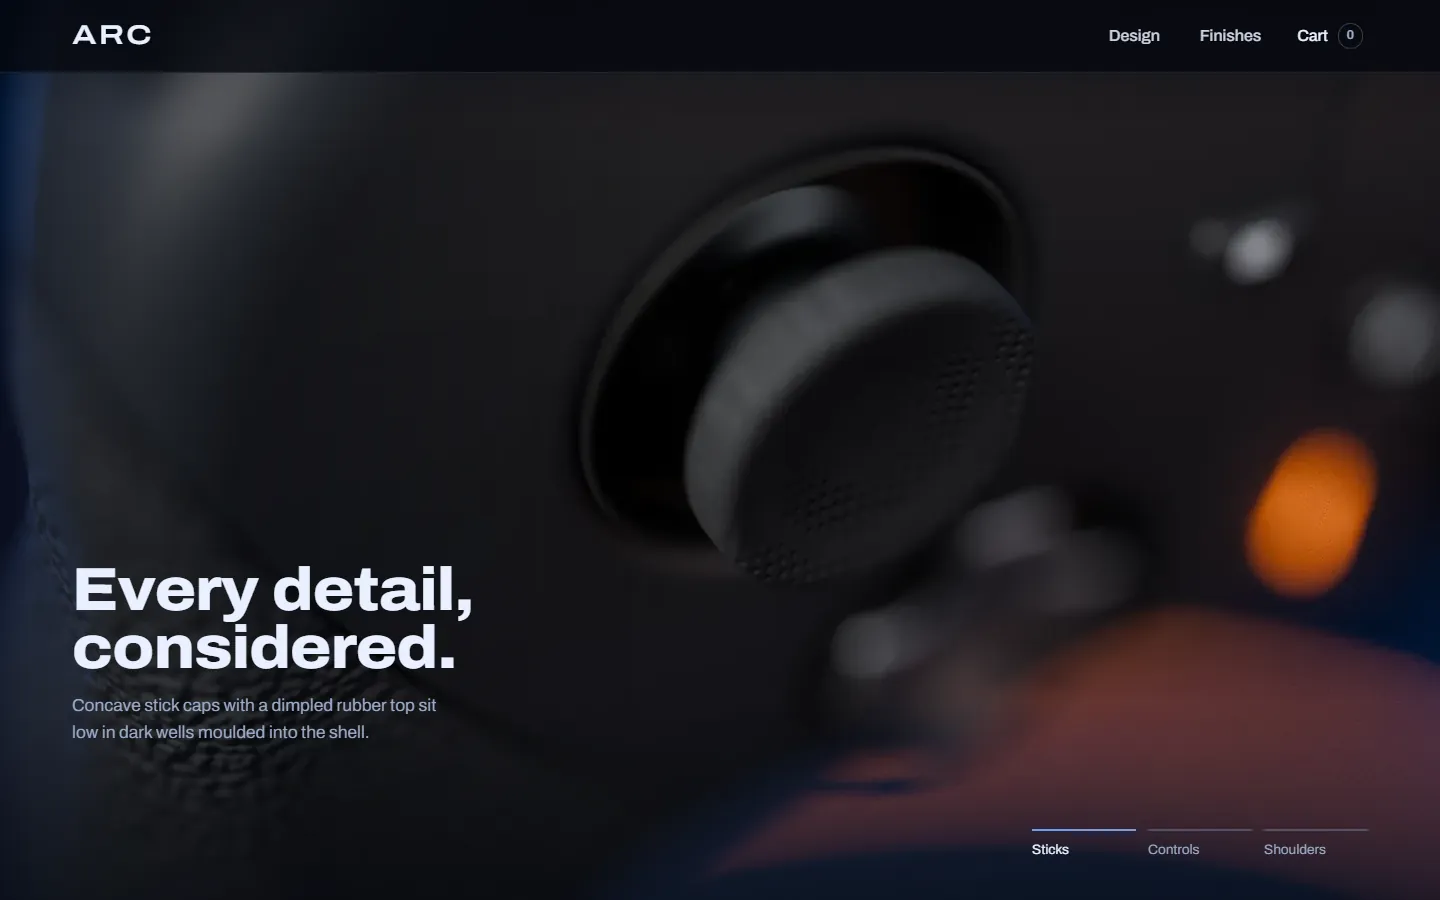 ARC
Design
Finishes
Cart
0
Every detail,
considered.
Concave stick caps with a dimpled rubber top sit
low in dark wells moulded into the shell.
Sticks
Controls
Shoulders